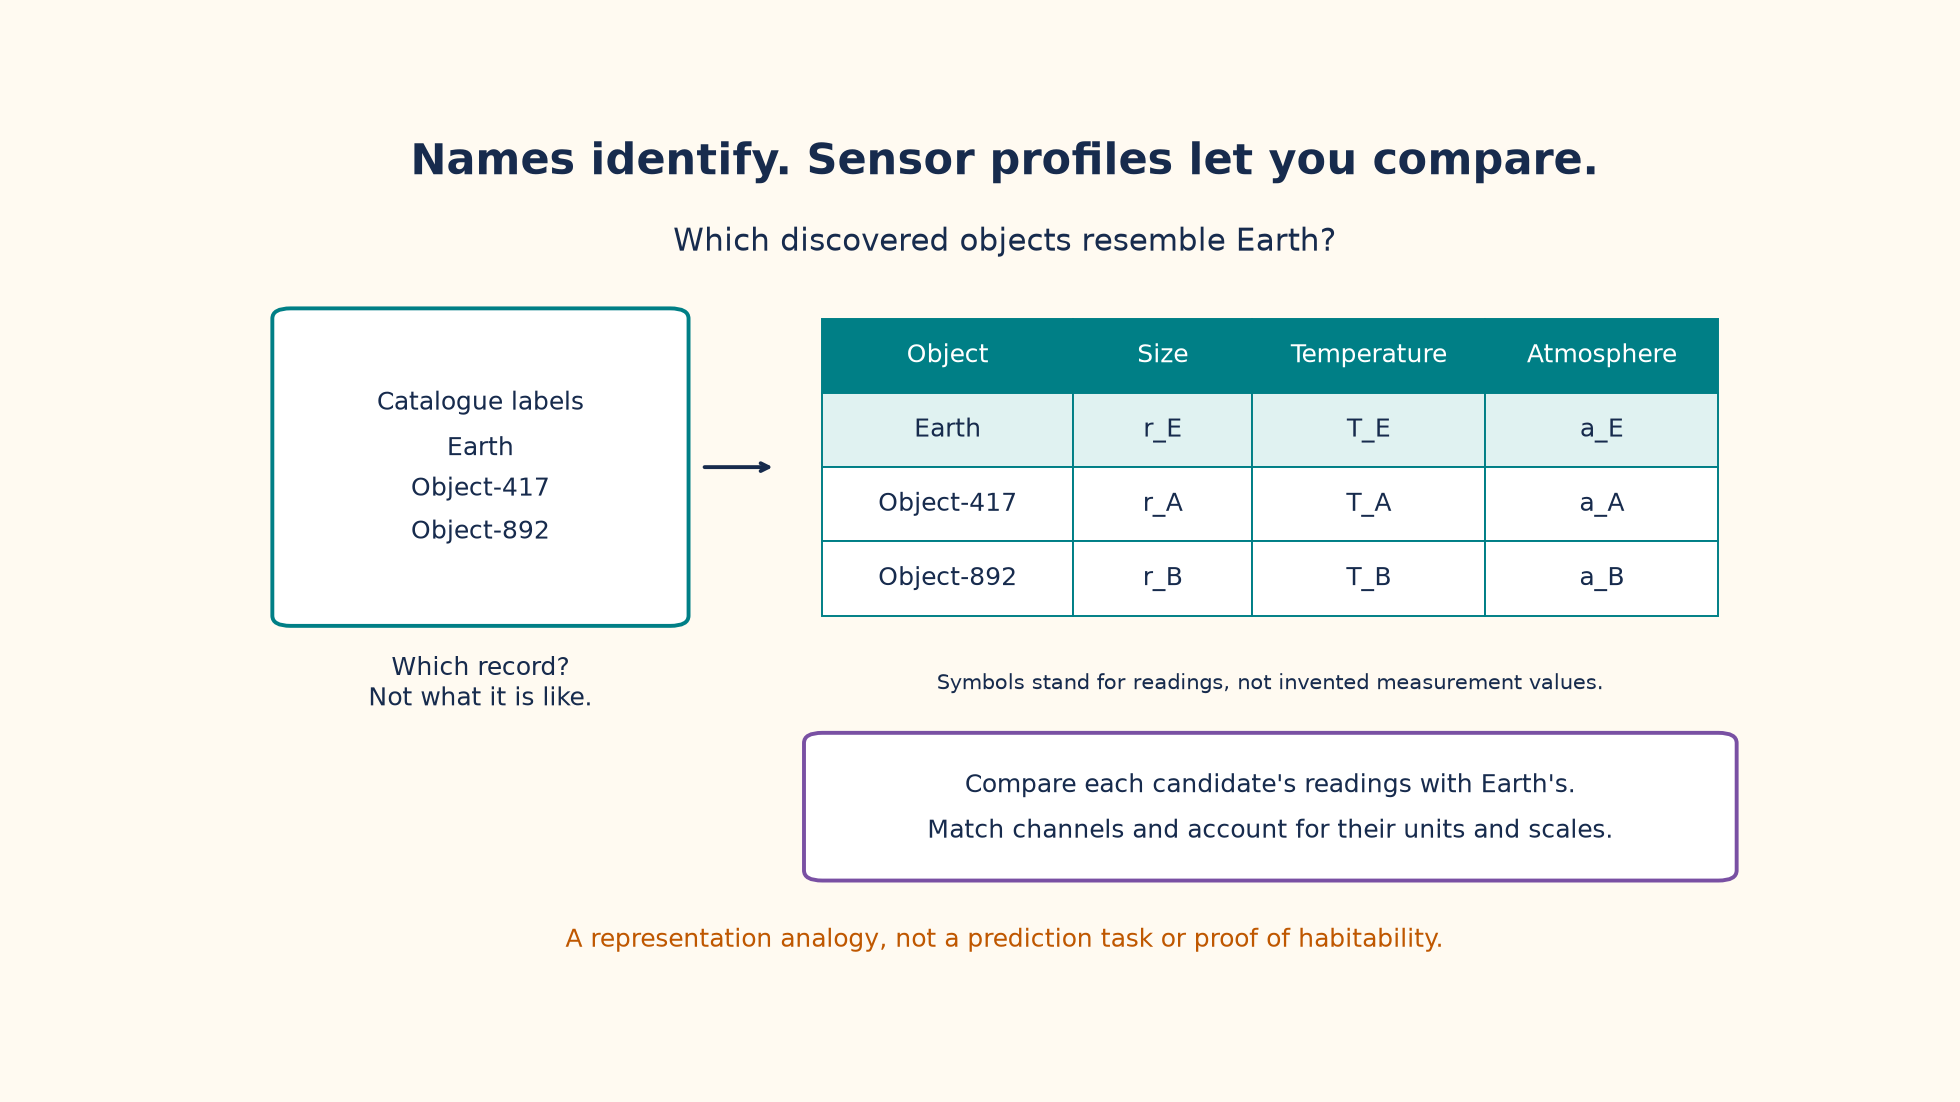 Names identify. Sensor profiles let you compare.
Which discovered objects resemble Earth?
Catalogue labels
Earth
Object-417
Object-892
Which record?
Not what it is like.
Object Size Temperature Atmosphere
Earth r_E T_E a_E
Object-417 r_A T_A a_A
Object-892 r_B T_B a_B
Symbols stand for readings, not invented measurement values.
Compare each candidate's readings with Earth's.
Match channels and account for their units and scales.
A representation analogy, not a prediction task or proof of habitability.